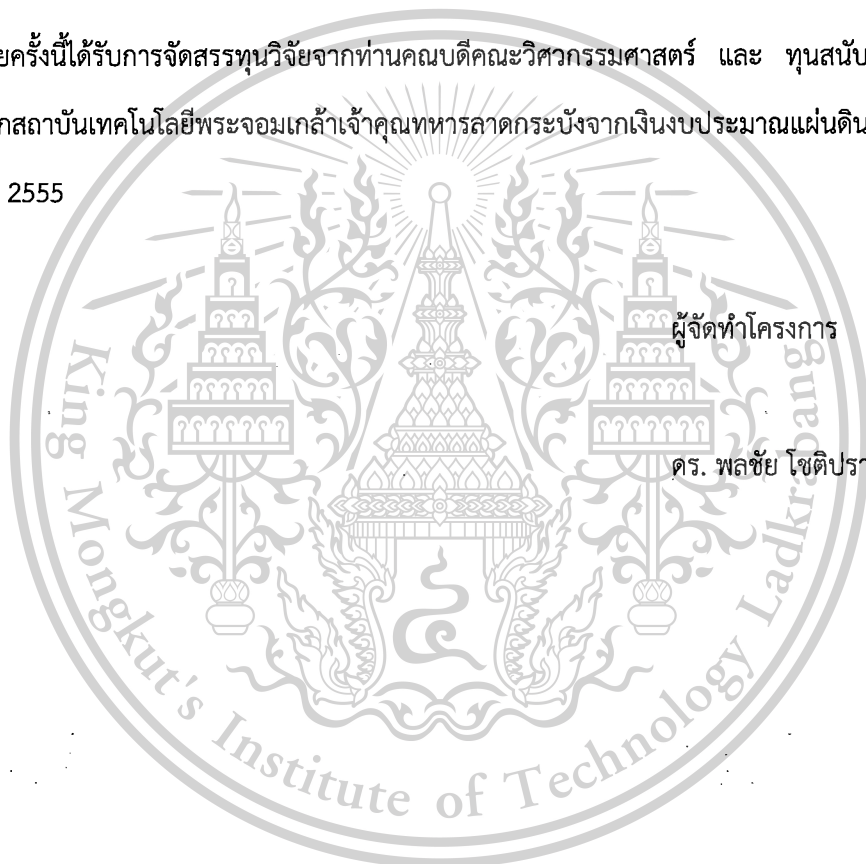 ยครั้งนี้ได้รับการจัดสรรทุนวิจัยจากท่านคณบดีคณะวิศวกรรมศาสตร์ และ ทุนสนับ
กสถาบันเทคโนโลยีพระจอมเกล้าเจ้าคุณทหารลาดกระบังจากเงินงบประมาณแผ่นดิน
2555
ผู้จัดทำโครงการ
ดร. พลชัย โชติปรา
King Mongkut's Institute of Technology Ladkrabang